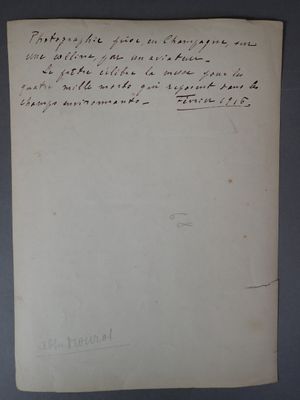 Photographie prise en Champagne, sur
une colline, par un aviateur.
Le prêtre célèbre la messe pour les
quatre mille morts qui reposent dans les
champs environnants.
Février 1916.